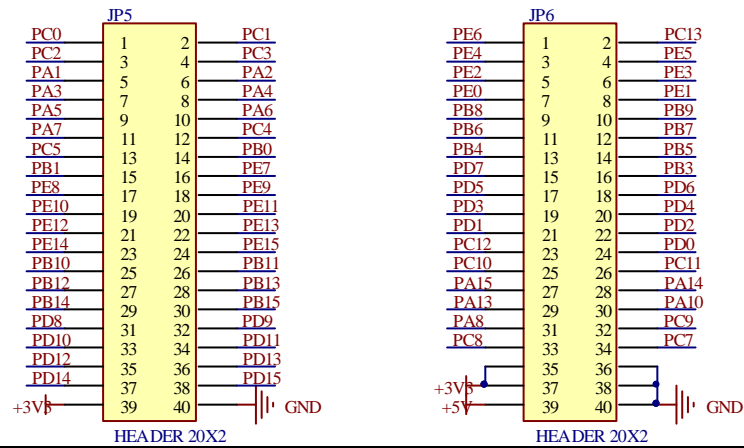 JP5
PC0 1 2 PC1
PC2 3 4 PC3
PA1 5 6 PA2
PA3 7 8 PA4
PA5 9 10 PA6
PA7 11 12 PC4
PC5 13 14 PB0
PB1 15 16 PE7
PE8 17 18 PE9
PE10 19 20 PE11
PE12 21 22 PE13
PE14 23 24 PE15
PB10 25 26 PB11
PB12 27 28 PB13
PB14 29 30 PB15
PD8 31 32 PD9
PD10 33 34 PD11
PD12 35 36 PD13
PD14 37 38 PD15
+3V3 39 40 GND
HEADER 20X2
JP6
PE6 1 2 PC13
PE4 3 4 PE5
PE2 5 6 PE3
PE0 7 8 PE1
PB8 9 10 PB9
PB6 11 12 PB7
PB4 13 14 PB5
PD7 15 16 PB3
PD5 17 18 PD6
PD3 19 20 PD4
PD1 21 22 PD2
PC12 23 24 PD0
PC10 25 26 PC11
PA15 27 28 PA14
PA13 29 30 PA10
PA8 31 32 PC9
PC8 33 34 PC7
35 36
+3V3 37 38
+5V 39 40 GND
HEADER 20X2